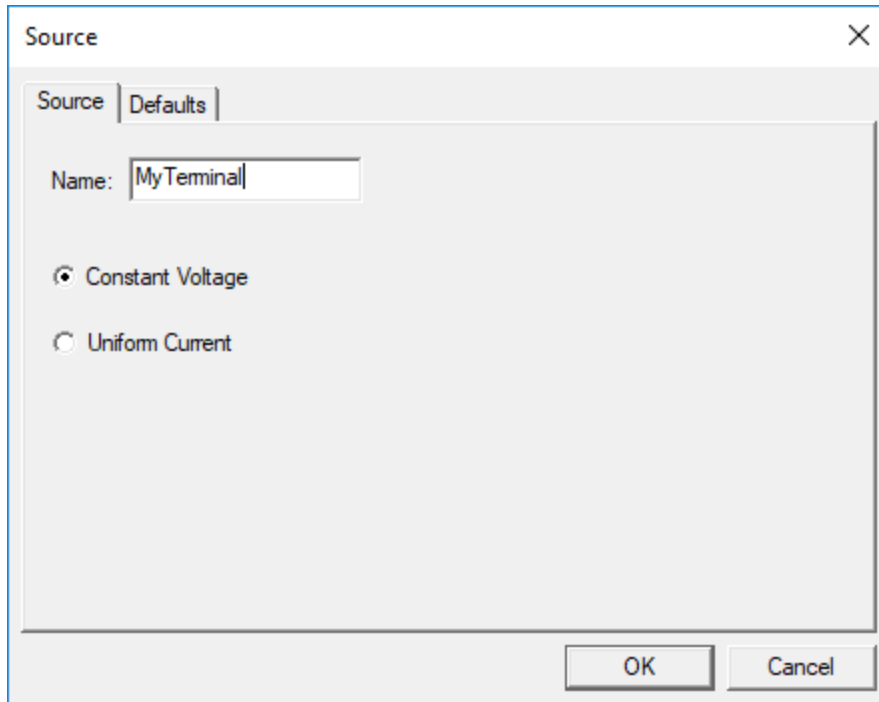 Source
Source Defaults
Name: MyTerminal
Constant Voltage
Uniform Current
OK Cancel